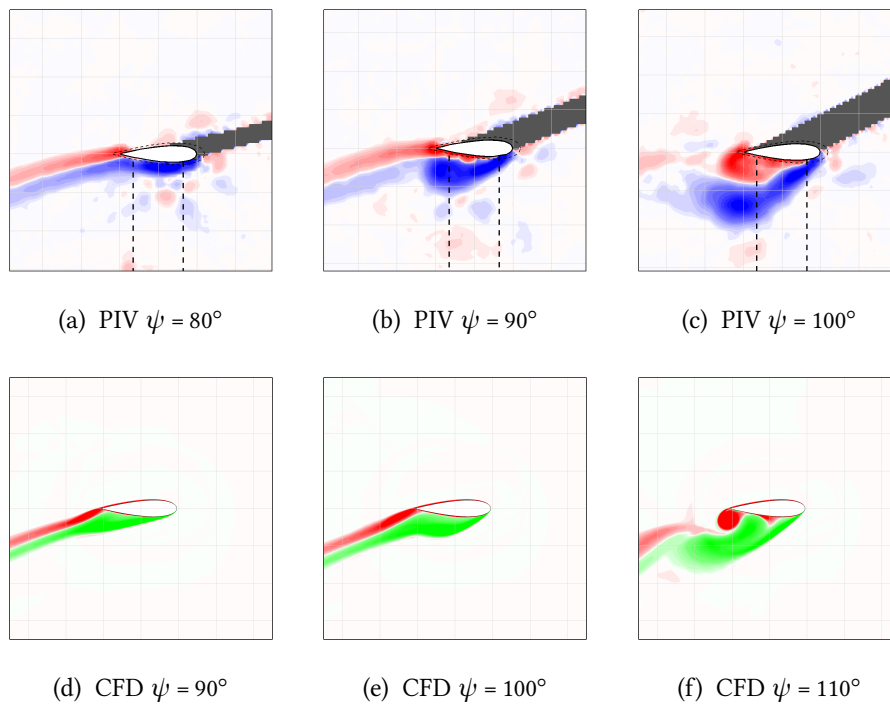 (a) PIV ψ = 80°
(b) PIV ψ = 90°
(c) PIV ψ = 100°
(d) CFD ψ = 90°
(e) CFD ψ = 100°
(f) CFD ψ = 110°